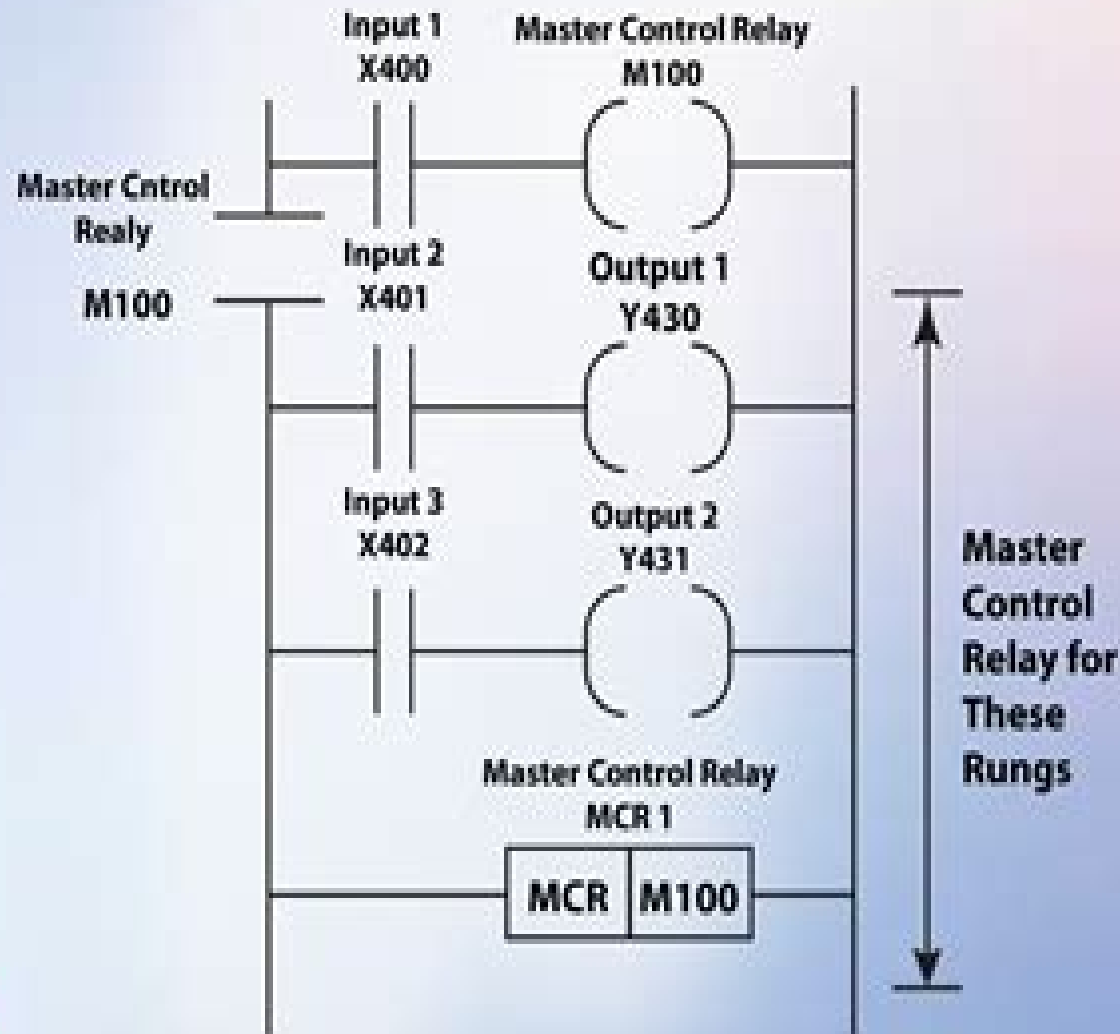 Input 1
X400
Master Control Relay
M100
Master Cntrol
Realy
M100
Input 2
X401
Output 1
Y430
Input 3
X402
Output 2
Y431
Master Control Relay
MCR 1
MCR M100
Master
Control
Relay for
These
Rungs